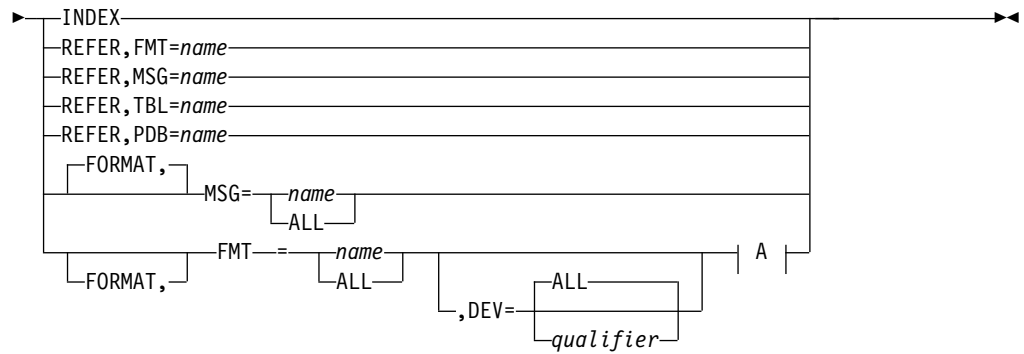 INDEX
REFER,FMT=name
REFER,MSG=name
REFER,TBL=name
REFER,PDB=name
FORMAT,
MSG= name
ALL
FMT = name A
FORMAT, ALL ALL
,DEV=
qualifier